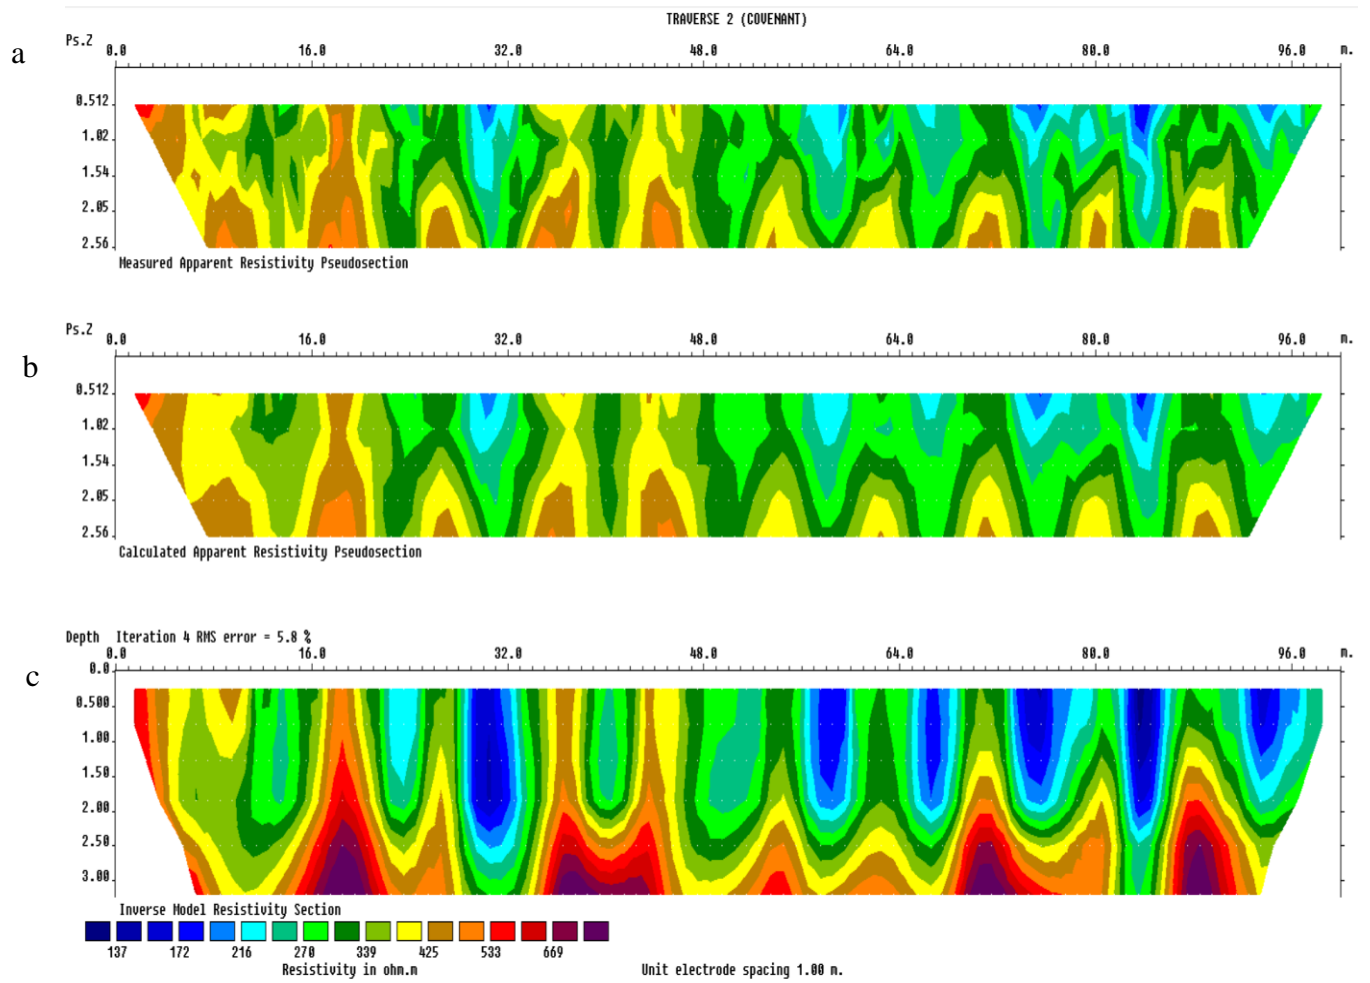 TRAVERSE 2 (COVENANT)
a
Ps.Z 0.0 16.0 32.0 48.0 64.0 80.0 96.0 m.
0.512
1.02
1.54
2.05
2.56
Measured Apparent Resistivity Pseudosection
b
Ps.Z 0.0 16.0 32.0 48.0 64.0 80.0 96.0 m.
0.512
1.02
1.54
2.05
2.56
Calculated Apparent Resistivity Pseudosection
Depth Iteration 4 RMS error = 5.8 %
0.0 16.0 32.0 48.0 64.0 80.0 96.0 m.
c
0.0
0.500
1.00
1.50
2.00
2.50
3.00
Inverse Model Resistivity Section
137 172 216 270 339 425 533 669
Resistivity in ohm.m
Unit electrode spacing 1.00 m.